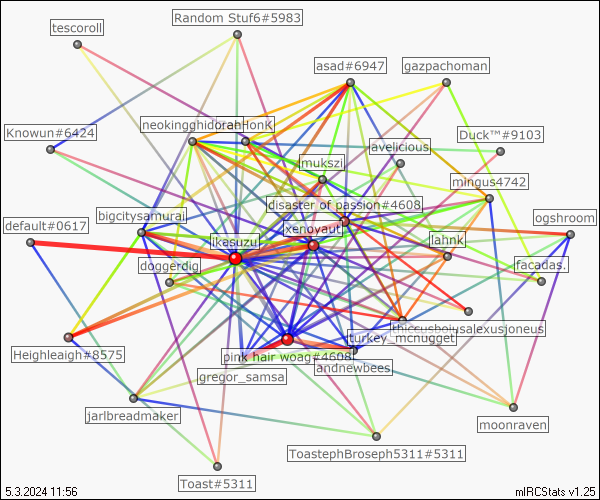 tescoroll
Random Stuf6#5983
asad#6947
gazpachoman
Knowun#6424
neokingghidorah
HonK
Duck™#9103
avelicious
mukszi
mingus4742
disaster of passion#4608
default#0617
bigcitysamurai
xenoyaut
ogshroom
ikesuzu
lahnk
doggerdig
facadas.
turkey_mcnugget
Heighleaigh#8575
pink hair woag#4608
andnewbees
gregor_samsa
jarlbreadmaker
moonraven
ToastephBroseph5311#5311
Toast#5311
5.3.2024 11:56
mIRCStats v1.25